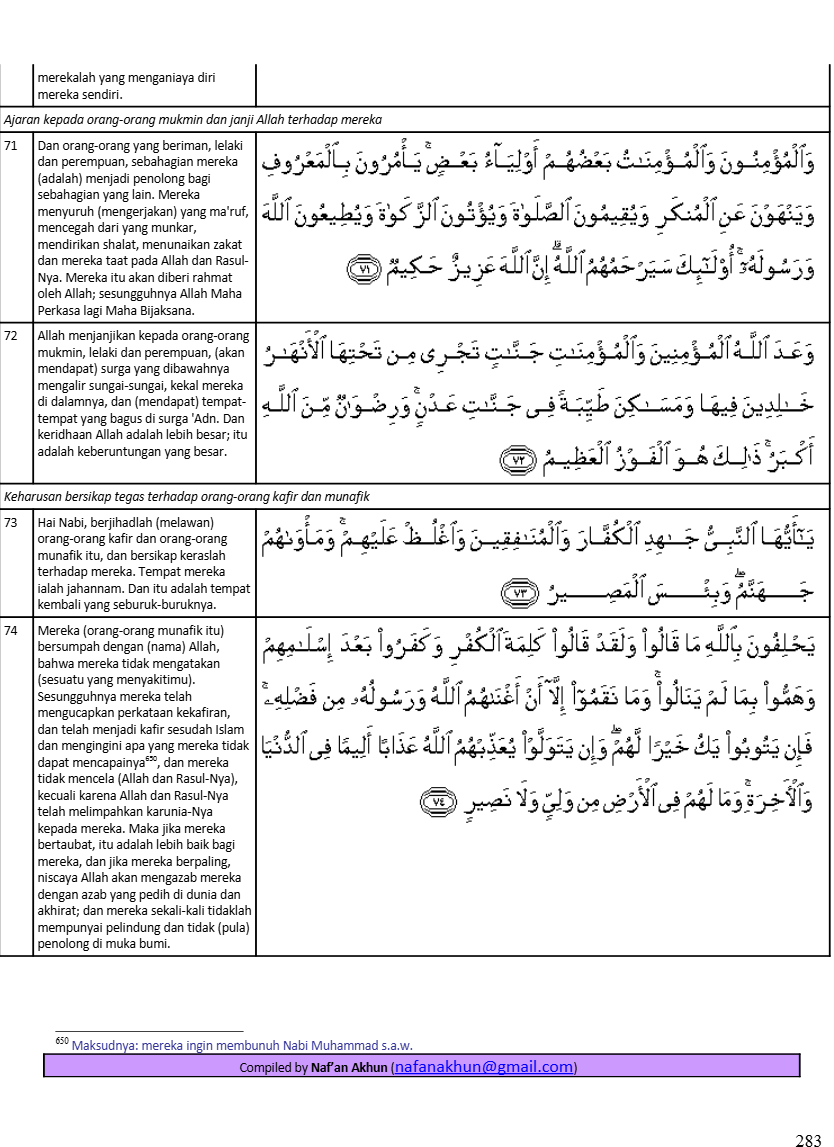 merekalah yang menganiaya diri
mereka sendiri.
Ajaran kepada orang-orang mukmin dan janji Allah terhadap mereka
71
Dan orang-orang yang beriman, lelaki
dan perempuan, sebahagian mereka
(adalah) menjadi penolong bagi
sebahagian yang lain. Mereka
menyuruh (mengerjakan) yang ma'ruf,
mencegah dari yang munkar,
mendirikan shalat, menunaikan zakat
dan mereka taat pada Allah dan Rasul-
Nya. Mereka itu akan diberi rahmat
oleh Allah; sesungguhnya Allah Maha
Perkasa lagi Maha Bijaksana.
وَٱلْمُؤْمِنُونَ وَٱلْمُؤْمِنَـٰتُ بَعْضُهُمْ أَوْلِيَآءُ بَعْضٍ ۚ يَأْمُرُونَ بِٱلْمَعْرُوفِ
وَيَنْهَوْنَ عَنِ ٱلْمُنكَرِ وَيُقِيمُونَ ٱلصَّلَوٰةَ وَيُؤْتُونَ ٱلزَّكَوٰةَ وَيُطِيعُونَ ٱللَّهَ
وَرَسُولَهُۥٓ ۚ أُو۟لَـٰٓئِكَ سَيَرْحَمُهُمُ ٱللَّهُ ۗ إِنَّ ٱللَّهَ عَزِيزٌ حَكِيمٌ ٧١
72
Allah menjanjikan kepada orang-orang
mukmin, lelaki dan perempuan, (akan
mendapat) surga yang dibawahnya
mengalir sungai-sungai, kekal mereka
di dalamnya, dan (mendapat) tempat-
tempat yang bagus di surga 'Adn. Dan
keridhaan Allah adalah lebih besar; itu
adalah keberuntungan yang besar.
وَعَدَ ٱللَّهُ ٱلْمُؤْمِنِينَ وَٱلْمُؤْمِنَـٰتِ جَنَّـٰتٍ تَجْرِى مِن تَحْتِهَا ٱلْأَنْهَـٰرُ
خَـٰلِدِينَ فِيهَا وَمَسَـٰكِنَ طَيِّبَةً فِى جَنَّـٰتِ عَدْنٍ ۚ وَرِضْوَٰنٌ مِّنَ ٱللَّهِ
أَكْبَرُ ۚ ذَٰلِكَ هُوَ ٱلْفَوْزُ ٱلْعَظِيمُ ٧٢
Keharusan bersikap tegas terhadap orang-orang kafir dan munafik
73
Hai Nabi, berjihadlah (melawan)
orang-orang kafir dan orang-orang
munafik itu, dan bersikap keraslah
terhadap mereka. Tempat mereka
ialah jahannam. Dan itu adalah tempat
kembali yang seburuk-buruknya.
يَـٰٓأَيُّهَا ٱلنَّبِىُّ جَـٰهِدِ ٱلْكُفَّارَ وَٱلْمُنَـٰفِقِينَ وَٱغْلُظْ عَلَيْهِمْ ۚ وَمَأْوَىٰهُمْ
جَهَنَّمُ ۖ وَبِئْسَ ٱلْمَصِيرُ ٧٣
74
Mereka (orang-orang munafik itu)
bersumpah dengan (nama) Allah,
bahwa mereka tidak mengatakan
(sesuatu yang menyakitimu).
Sesungguhnya mereka telah
mengucapkan perkataan kekafiran,
dan telah menjadi kafir sesudah Islam
dan mengingini apa yang mereka tidak
dapat mencapainya650, dan mereka
tidak mencela (Allah dan Rasul-Nya),
kecuali karena Allah dan Rasul-Nya
telah melimpahkan karunia-Nya
kepada mereka. Maka jika mereka
bertaubat, itu adalah lebih baik bagi
mereka, dan jika mereka berpaling,
niscaya Allah akan mengazab mereka
dengan azab yang pedih di dunia dan
akhirat; dan mereka sekali-kali tidaklah
mempunyai pelindung dan tidak (pula)
penolong di muka bumi.
يَحْلِفُونَ بِٱللَّهِ مَا قَالُوا۟ وَلَقَدْ قَالُوا۟ كَلِمَةَ ٱلْكُفْرِ وَكَفَرُوا۟ بَعْدَ إِسْلَـٰمِهِمْ
وَهَمُّوا۟ بِمَا لَمْ يَنَالُوا۟ ۚ وَمَا نَقَمُوٓا۟ إِلَّآ أَنْ أَغْنَىٰهُمُ ٱللَّهُ وَرَسُولُهُۥ مِن فَضْلِهِۦ ۚ
فَإِن يَتُوبُوا۟ يَكُ خَيْرًا لَّهُمْ ۖ وَإِن يَتَوَلَّوْا۟ يُعَذِّبْهُمُ ٱللَّهُ عَذَابًا أَلِيمًا فِى ٱلدُّنْيَا
وَٱلْـَٔاخِرَةِ ۚ وَمَا لَهُمْ فِى ٱلْأَرْضِ مِن وَلِىٍّ وَلَا نَصِيرٍ ٧٤
650 Maksudnya: mereka ingin membunuh Nabi Muhammad s.a.w.
Compiled by Naf’an Akhun (nafanakhun@gmail.com)
283